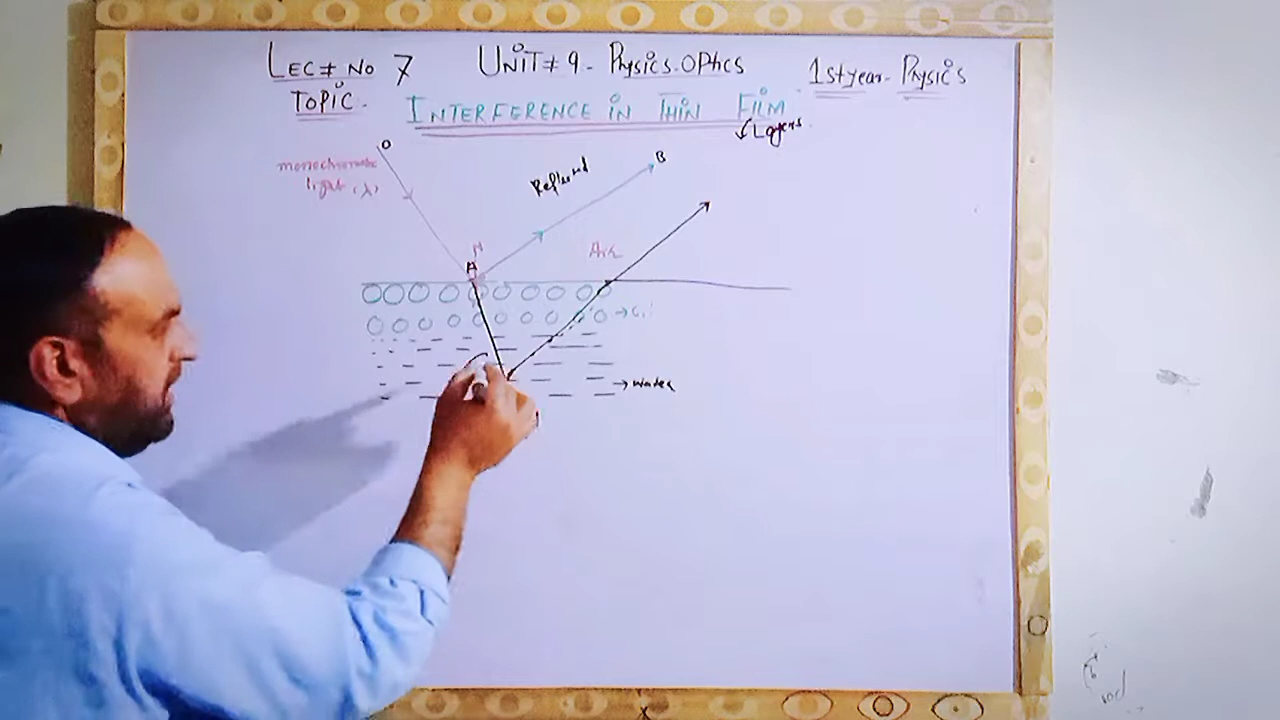 LEC # NO 7 UNIT # 9 - PHYSICS OPTICS 1st year - PHYSICS
TOPIC - INTERFERENCE IN THIN FILM
Layers
O
B
monochromatic
light (λ)
Reflected
N
Air
A
→ water